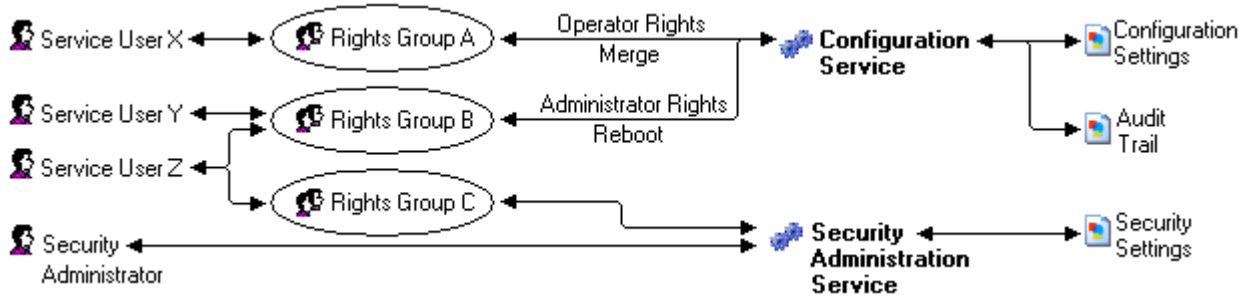 Service User X
Rights Group A
Operator Rights
Merge
Configuration
Service
Configuration
Settings
Service User Y
Rights Group B
Administrator Rights
Reboot
Audit
Trail
Service User Z
Rights Group C
Security
Administrator
Security
Administration
Service
Security
Settings